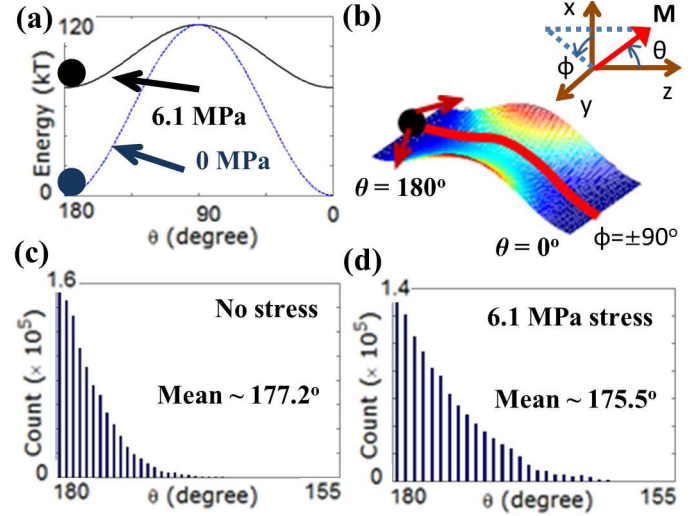 (a)
120
Energy (kT)
0
6.1 MPa
0 MPa
180
90
0
θ (degree)
(b)
x
M
ϕ
θ
y
z
θ = 180°
θ = 0°
ϕ=±90°
(c)
1.6
Count (× 10⁵)
0
No stress
Mean ~ 177.2°
180
155
θ (degree)
(d)
1.4
Count (× 10⁵)
0
6.1 MPa stress
Mean ~ 175.5°
180
155
θ (degree)